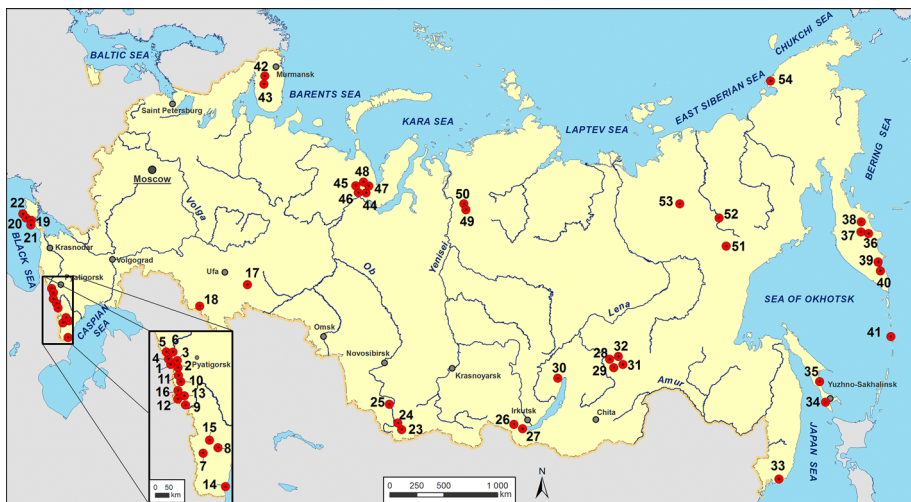 CHUKCHI SEA
BALTIC SEA
42
Murmansk
54
43
BARENTS SEA
EAST SIBERIAN SEA
Saint Petersburg
KARA SEA
LAPTEV SEA
BERING SEA
Moscow
48
45
47
46
44
50
49
53
52
51
38
37
36
39
40
22
20
19
21
BLACK SEA
Krasnodar
Volga
Volgograd
Ufa
17
18
Ob
Yenisei
Lena
Lena
SEA OF OKHOTSK
Pyatigorsk
CASPIAN SEA
Omsk
Novosibirsk
Krasnoyarsk
30
28
32
29
31
41
5
6
4
3
Pyatigorsk
1
2
11
10
16
13
12
9
15
8
7
14
25
24
23
26
Irkutsk
27
Chita
Amur
35
Yuzhno-Sakhalinsk
34
JAPAN SEA
33
0 50
km
0 250 500 1 000
km
N